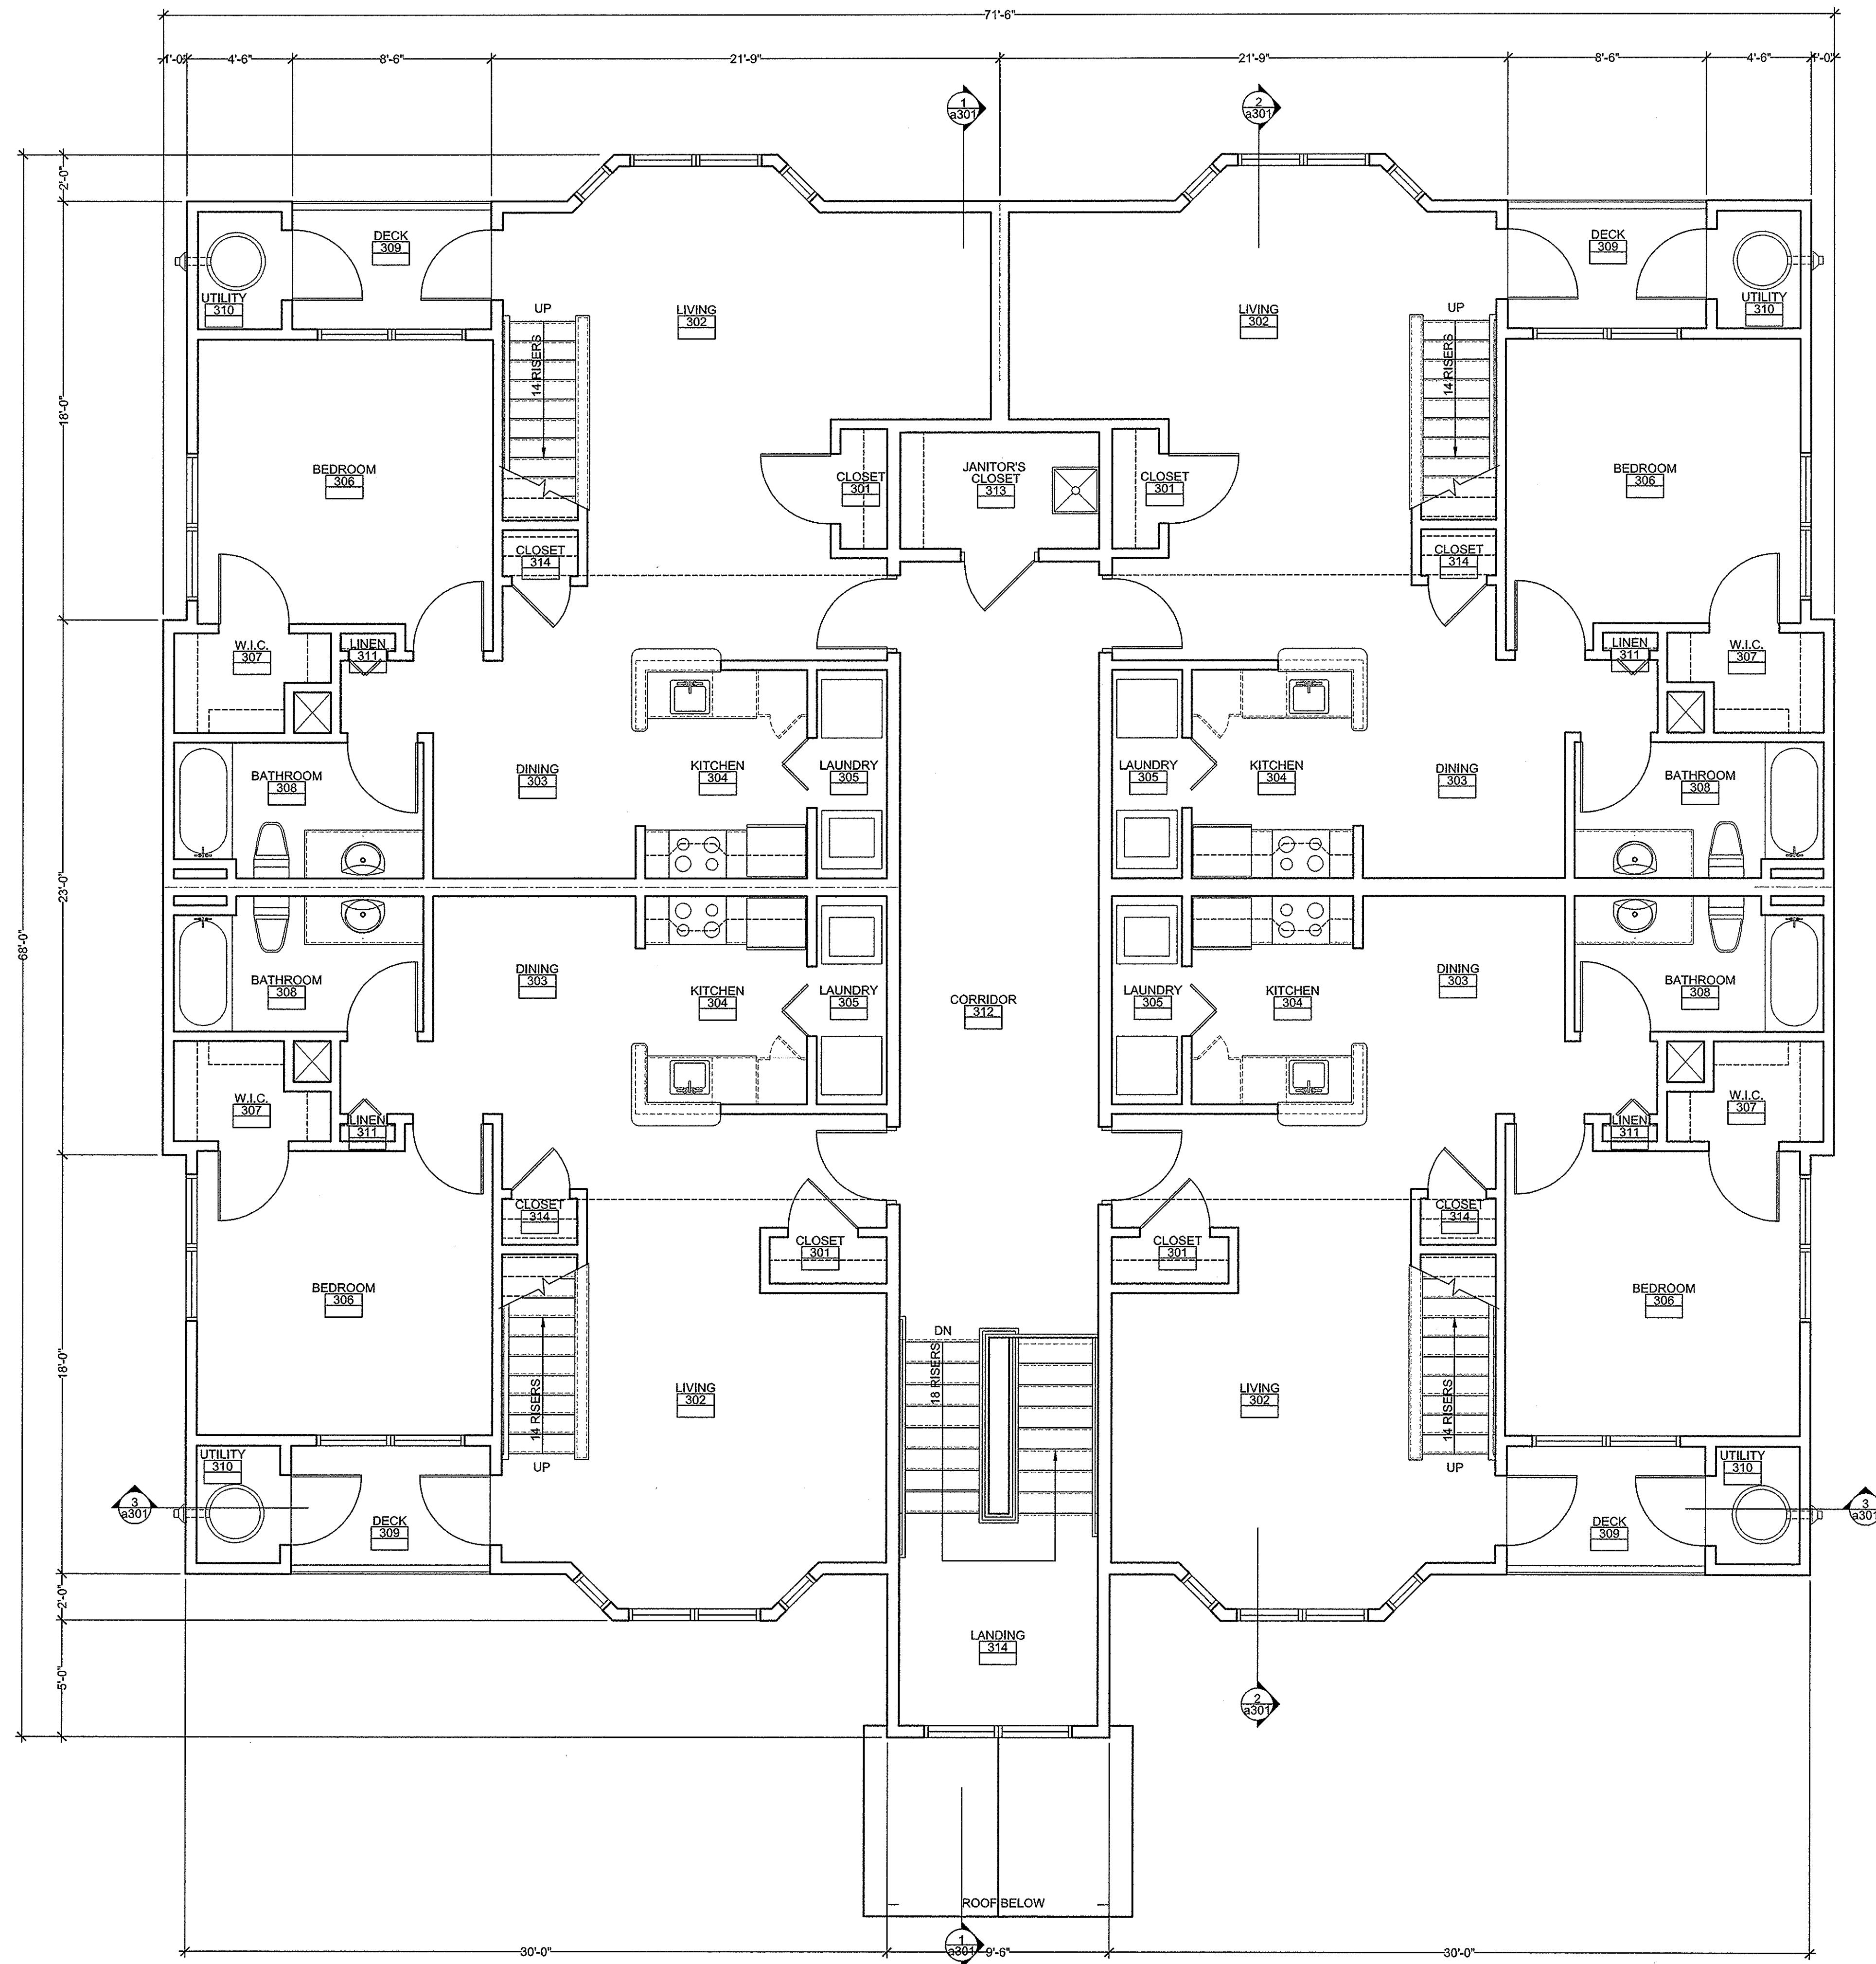 71'-6"
1'-0"
4'-6"
8'-6"
21'-9"
21'-9"
8'-6"
4'-6"
1'-0"
1
a301
2
a301
2'-0"
DECK
309
DECK
309
UTILITY
310
UP
LIVING
302
LIVING
302
UP
UTILITY
310
14 RISERS
14 RISERS
18'-0"
BEDROOM
306
CLOSET
301
JANITOR'S
CLOSET
313
CLOSET
301
BEDROOM
306
CLOSET
314
CLOSET
314
W.I.C.
307
LINEN
311
LINEN
311
W.I.C.
307
BATHROOM
308
DINING
303
KITCHEN
304
LAUNDRY
305
LAUNDRY
305
KITCHEN
304
DINING
303
BATHROOM
308
23'-0"
68'-0"
BATHROOM
308
DINING
303
KITCHEN
304
LAUNDRY
305
CORRIDOR
312
LAUNDRY
305
KITCHEN
304
DINING
303
BATHROOM
308
W.I.C.
307
LINEN
311
LINEN
311
W.I.C.
307
CLOSET
314
CLOSET
301
CLOSET
301
CLOSET
314
BEDROOM
306
BEDROOM
306
DN
18 RISERS
18'-0"
14 RISERS
LIVING
302
LIVING
302
14 RISERS
UTILITY
310
UP
UP
UTILITY
310
3
a301
DECK
309
DECK
309
3
a301
2'-0"
LANDING
314
5'-0"
2
a301
ROOF BELOW
30'-0"
1
a301
9'-6"
30'-0"